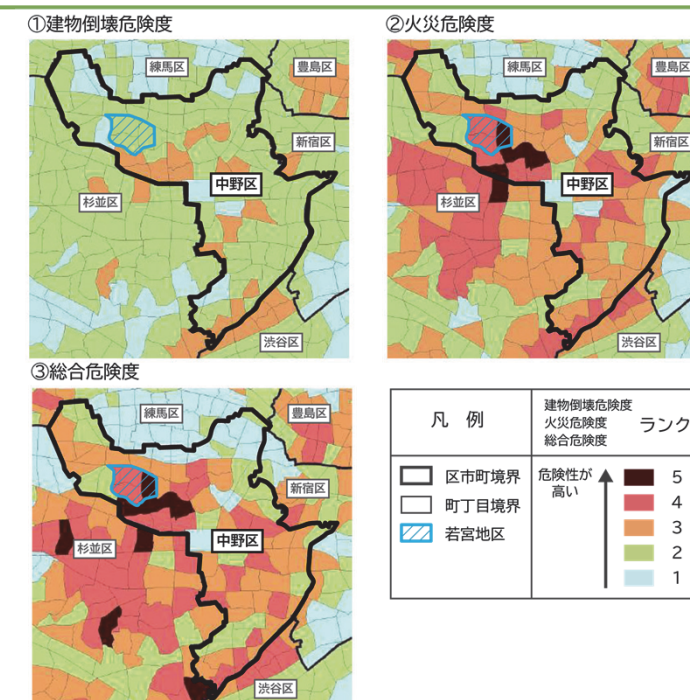 ①建物倒壊危険度
練馬区
豊島区
新宿区
中野区
杉並区
渋谷区
②火災危険度
練馬区
豊島区
新宿区
中野区
杉並区
渋谷区
③総合危険度
練馬区
豊島区
新宿区
中野区
杉並区
渋谷区
凡 例
建物倒壊危険度
火災危険度
総合危険度
ランク
区市町境界
町丁目境界
若宮地区
危険性が
高い
5
4
3
2
1